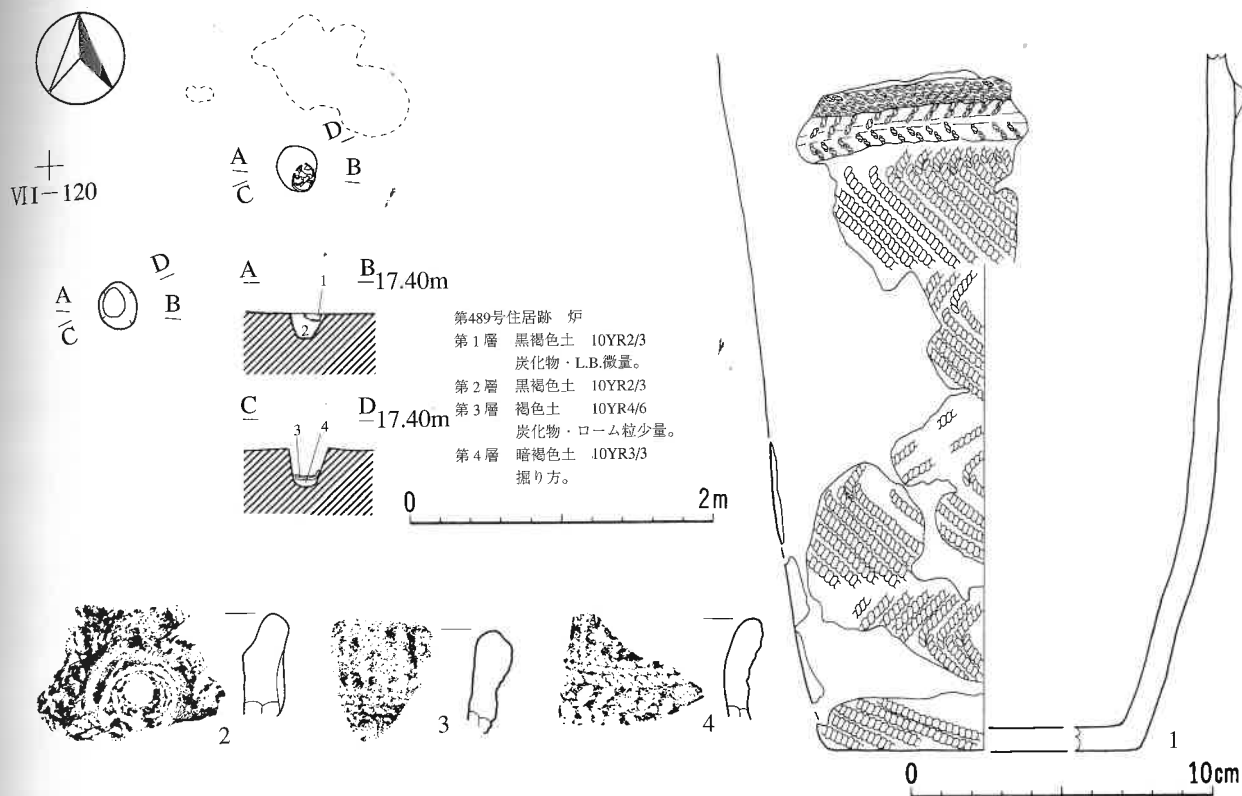 D
A B
C
VII-120
D
A B
C
A B 17.40m
1
2
C D 17.40m
3 4
第489号住居跡 炉
第1層 黒褐色土 10YR2/3
炭化物・L.B.微量。
第2層 黒褐色土 10YR2/3
第3層 褐色土 10YR4/6
炭化物・ローム粒少量。
第4層 暗褐色土 10YR3/3
掘り方。
0 2m
2
3
4
1
0 10cm